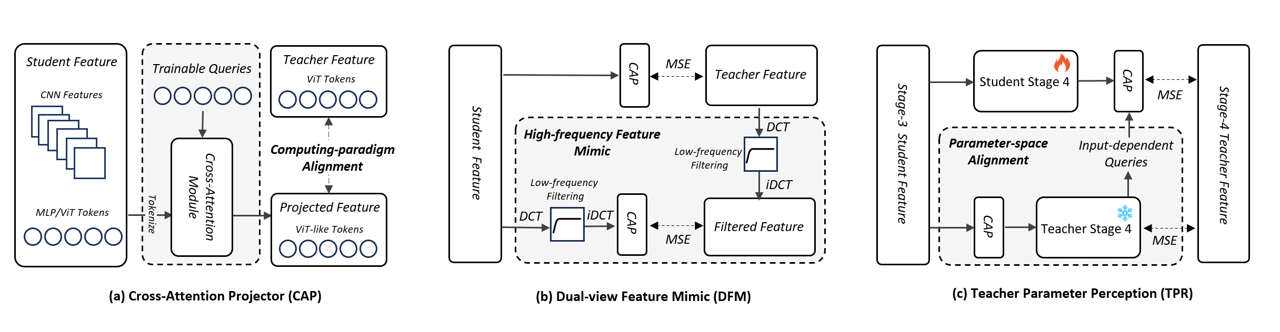 Student Feature
CNN Features
MLP/ViT Tokens
Tokenize
Trainable Queries
Cross-Attention
Module
Teacher Feature
ViT Tokens
Computing-paradigm
Alignment
Projected Feature
ViT-like Tokens
(a) Cross-Attention Projector (CAP)
Student Feature
CAP
MSE
Teacher Feature
High-frequency Feature
Mimic
DCT
Low-frequency
Filtering
iDCT
Low-frequency
Filtering
DCT
iDCT
CAP
MSE
Filtered Feature
(b) Dual-view Feature Mimic (DFM)
Stage-3 Student Feature
Student Stage 4
CAP
MSE
Stage-4 Teacher Feature
Parameter-space
Alignment
Input-dependent
Queries
CAP
Teacher Stage 4
MSE
(c) Teacher Parameter Perception (TPR)